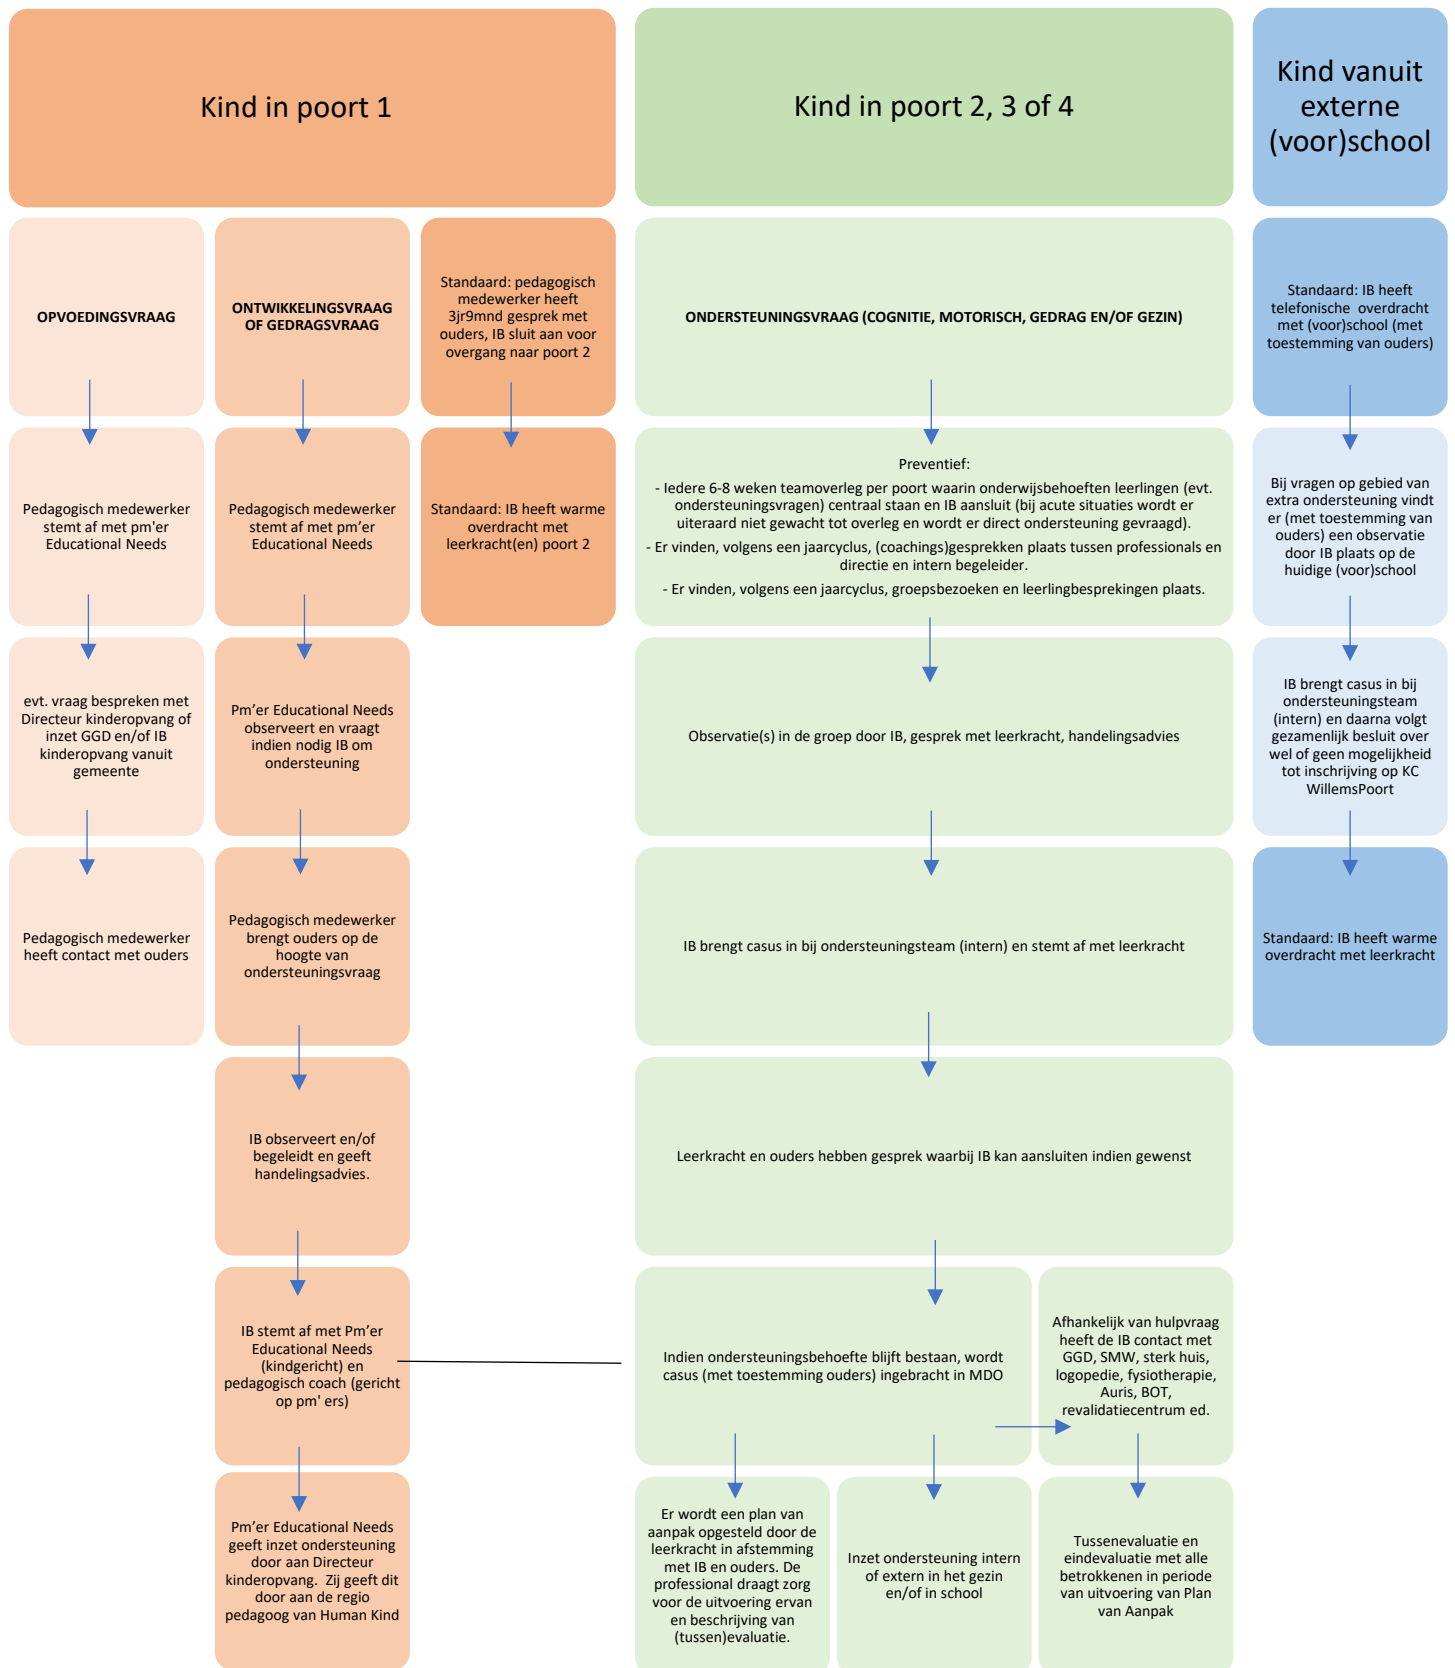 Kind in poort 1
Kind in poort 2, 3 of 4
Kind vanuit
externe
(voor)school
OPVOEDINGSVRAAG
ONTWIKKELINGSVRAAG
OF GEDRAGSVRAAG
Standaard: pedagogisch
medewerker heeft
3jr9mnd gesprek met
ouders, IB sluit aan voor
overgang naar poort 2
ONDERSTEUNINGSVRAAG (COGNITIE, MOTORISCH, GEDRAG EN/OF GEZIN)
Standaard: IB heeft
telefonische overdracht
met (voor)school (met
toestemming van ouders)
Pedagogisch medewerker
stemt af met pm'er
Educational Needs
Pedagogisch medewerker
stemt af met pm’er
Educational Needs
Standaard: IB heeft warme
overdracht met
leerkracht(en) poort 2
Preventief:
- Iedere 6-8 weken teamoverleg per poort waarin onderwijsbehoeften leerlingen (evt.
ondersteuningsvragen) centraal staan en IB aansluit (bij acute situaties wordt er
uiteraard niet gewacht tot overleg en wordt er direct ondersteuning gevraagd).
- Er vinden, volgens een jaarcyclus, (coachings)gesprekken plaats tussen professionals en
directie en intern begeleider.
- Er vinden, volgens een jaarcyclus, groepsbezoeken en leerlingbesprekingen plaats.
Bij vragen op gebied van
extra ondersteuning vindt
er (met toestemming van
ouders) een observatie
door IB plaats op de
huidige (voor)school
evt. vraag bespreken met
Directeur kinderopvang of
inzet GGD en/of IB
kinderopvang vanuit
gemeente
Pm’er Educational Needs
observeert en vraagt
indien nodig IB om
ondersteuning
Observatie(s) in de groep door IB, gesprek met leerkracht, handelingsadvies
IB brengt casus in bij
ondersteuningsteam
(intern) en daarna volgt
gezamenlijk besluit over
wel of geen mogelijkheid
tot inschrijving op KC
WillemsPoort
Pedagogisch medewerker
heeft contact met ouders
Pedagogisch medewerker
brengt ouders op de
hoogte van
ondersteuningsvraag
IB brengt casus in bij ondersteuningsteam (intern) en stemt af met leerkracht
Standaard: IB heeft warme
overdracht met leerkracht
IB observeert en/of
begeleidt en geeft
handelingsadvies.
Leerkracht en ouders hebben gesprek waarbij IB kan aansluiten indien gewenst
IB stemt af met Pm’er
Educational Needs
(kindgericht) en
pedagogisch coach (gericht
op pm' ers)
Indien ondersteuningsbehoefte blijft bestaan, wordt
casus (met toestemming ouders) ingebracht in MDO
Afhankelijk van hulpvraag
heeft de IB contact met
GGD, SMW, sterk huis,
logopedie, fysiotherapie,
Auris, BOT,
revalidatiecentrum ed.
Pm’er Educational Needs
geeft inzet ondersteuning
door aan Directeur
kinderopvang. Zij geeft dit
door aan de regio
pedagoog van Human Kind
Er wordt een plan van
aanpak opgesteld door de
leerkracht in afstemming
met IB en ouders. De
professional draagt zorg
voor de uitvoering ervan
en beschrijving van
(tussen)evaluatie.
Inzet ondersteuning intern
of extern in het gezin
en/of in school
Tussenevaluatie en
eindevaluatie met alle
betrokkenen in periode
van uitvoering van Plan
van Aanpak